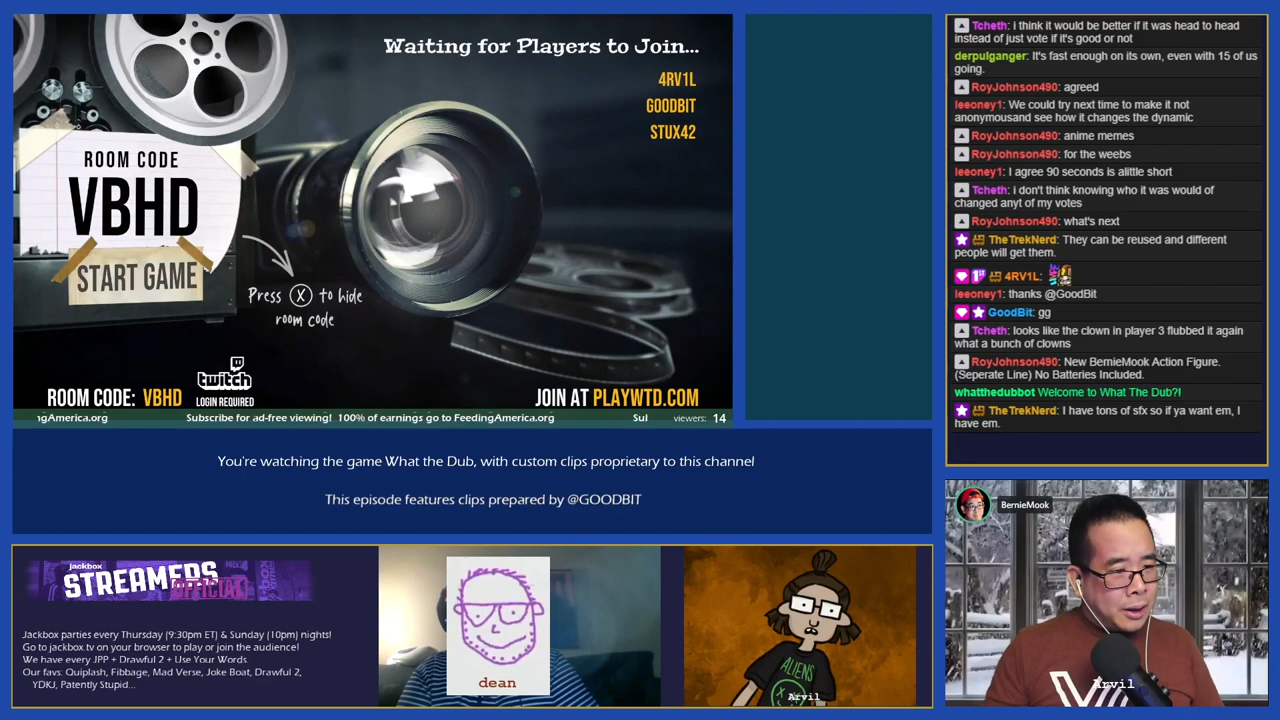 Waiting for Players to Join...
4RV1L
GOODBIT
STUX42
ROOM CODE
VBHD
START GAME
Press X to hide
room code
twitch
ROOM CODE: VBHD
LOGIN REQUIRED
JOIN AT PLAYWTD.COM
ngAmerica.org
Subscribe for ad-free viewing! 100% of earnings go to FeedingAmerica.org
Sul
viewers: 14
You're watching the game What the Dub, with custom clips proprietary to this channel
This episode features clips prepared by @GOODBIT
jackbox
STREAMERS
OFFICIAL
Jackbox parties every Thursday (9:30pm ET) & Sunday (10pm) nights!
Go to jackbox.tv on your browser to play or join the audience!
We have every JPP + Drawful 2 + Use Your Words.
Our favs: Quiplash, Fibbage, Mad Verse, Joke Boat, Drawful 2,
YDKJ, Patently Stupid...
dean
ALIENS
X
Arvil
Tcheth: i think it would be better if it was head to head
instead of just vote if it's good or not
derpulganger: It's fast enough on its own, even with 15 of us
going.
RoyJohnson490: agreed
leeoney1: We could try next time to make it not
anonymousand see how it changes the dynamic
RoyJohnson490: anime memes
RoyJohnson490: for the weebs
leeoney1: I agree 90 seconds is alittle short
Tcheth: i don't think knowing who it was would of
changed anyt of my votes
RoyJohnson490: what's next
TheTrekNerd: They can be reused and different
people will get them.
1ST 4RV1L:
leeoney1: thanks @GoodBit
GoodBit: gg
Tcheth: looks like the clown in player 3 flubbed it again
what a bunch of clowns
RoyJohnson490: New BernieMook Action Figure.
(Seperate Line) No Batteries Included.
whatthedubbot Welcome to What The Dub?!
TheTrekNerd: I have tons of sfx so if ya want em, I
have em.
BernieMook
Arvil